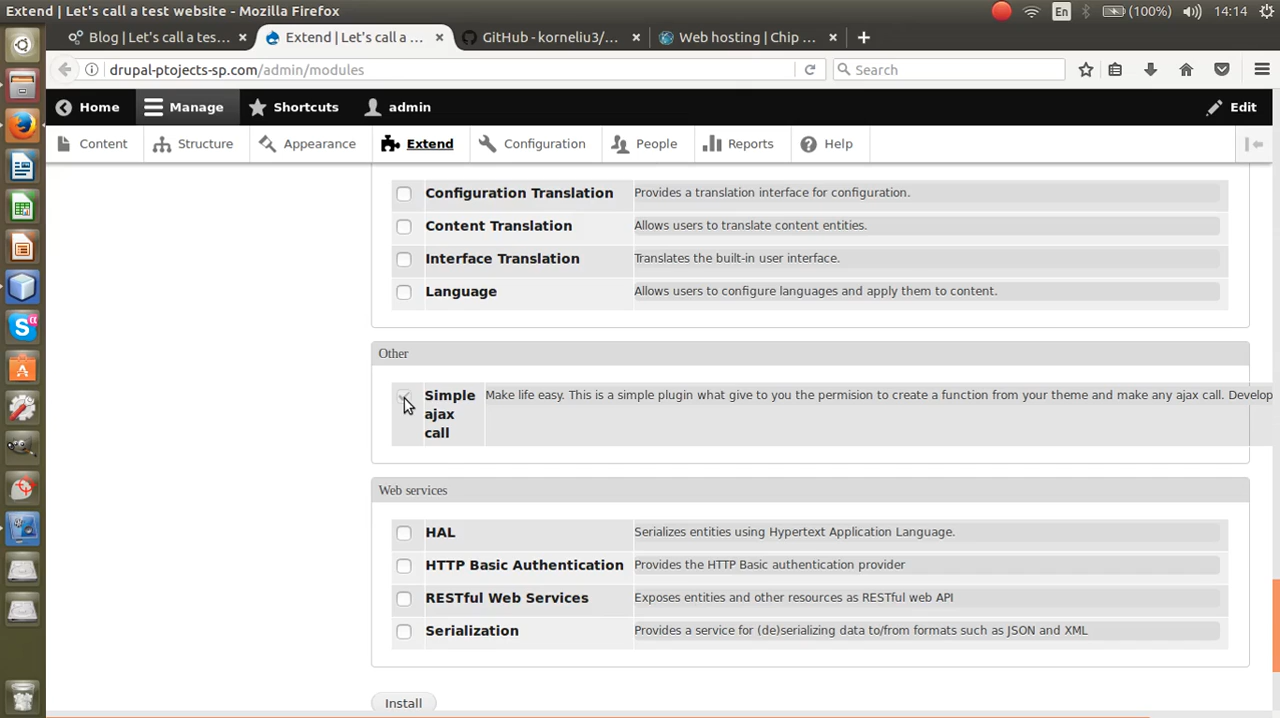 Extend | Let's call a test website - Mozilla Firefox
En
(100%)
14:14
Blog | Let's call a tes...
Extend | Let's call a ...
GitHub - korneliu3/...
Web hosting | Chip ...
drupal-ptojects-sp.com/admin/modules
Search
Home
Manage
Shortcuts
admin
Edit
Content
Structure
Appearance
Extend
Configuration
People
Reports
Help
Configuration Translation
Provides a translation interface for configuration.
Content Translation
Allows users to translate content entities.
Interface Translation
Translates the built-in user interface.
Language
Allows users to configure languages and apply them to content.
Other
Simple
ajax
call
Make life easy. This is a simple plugin what give to you the permision to create a function from your theme and make any ajax call. Develop
Web services
HAL
Serializes entities using Hypertext Application Language.
HTTP Basic Authentication
Provides the HTTP Basic authentication provider
RESTful Web Services
Exposes entities and other resources as RESTful web API
Serialization
Provides a service for (de)serializing data to/from formats such as JSON and XML
Install